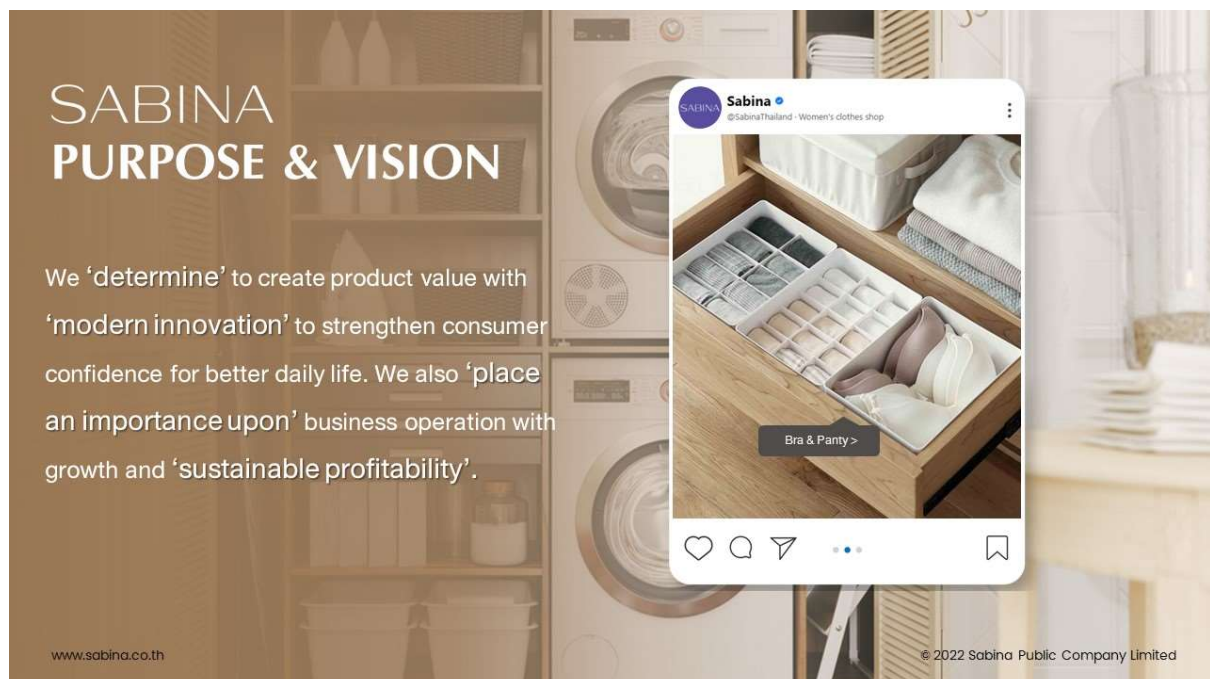 SABINA
PURPOSE & VISION
We ‘determine’ to create product value with
‘modern innovation’ to strengthen consumer
confidence for better daily life. We also ‘place
an importance upon’ business operation with
growth and ‘sustainable profitability’.
SABINA
Sabina
@SabinaThailand - Women's clothes shop
Bra & Panty >
www.sabina.co.th
© 2022 Sabina Public Company Limited